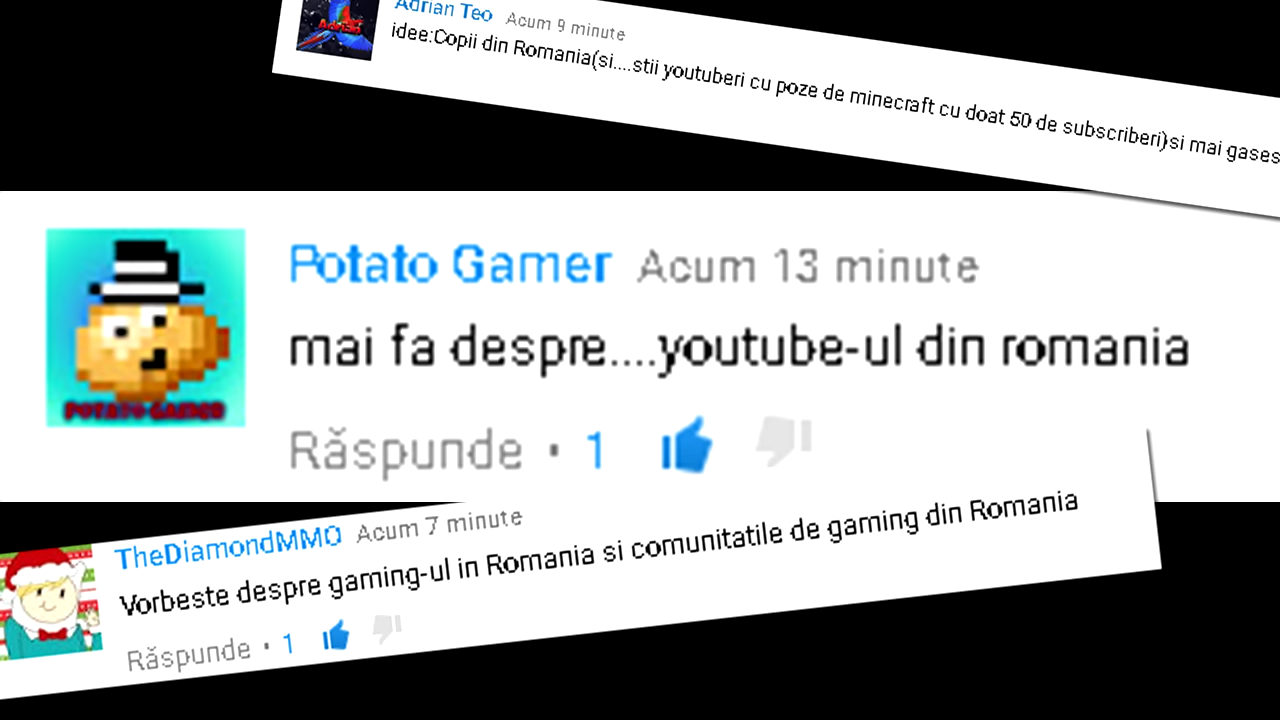 Adrian Teo Acum 9 minute
idee:Copii din Romania(si....stii youtuberi cu poze de minecraft cu doat 50 de subscriberi)si mai gases
Potato Gamer Acum 13 minute
mai fa despre....youtube-ul din romania
POTATO GAMER
Răspunde • 1
TheDiamondMMO Acum 7 minute
Vorbeste despre gaming-ul in Romania si comunitatile de gaming din Romania
Răspunde • 1